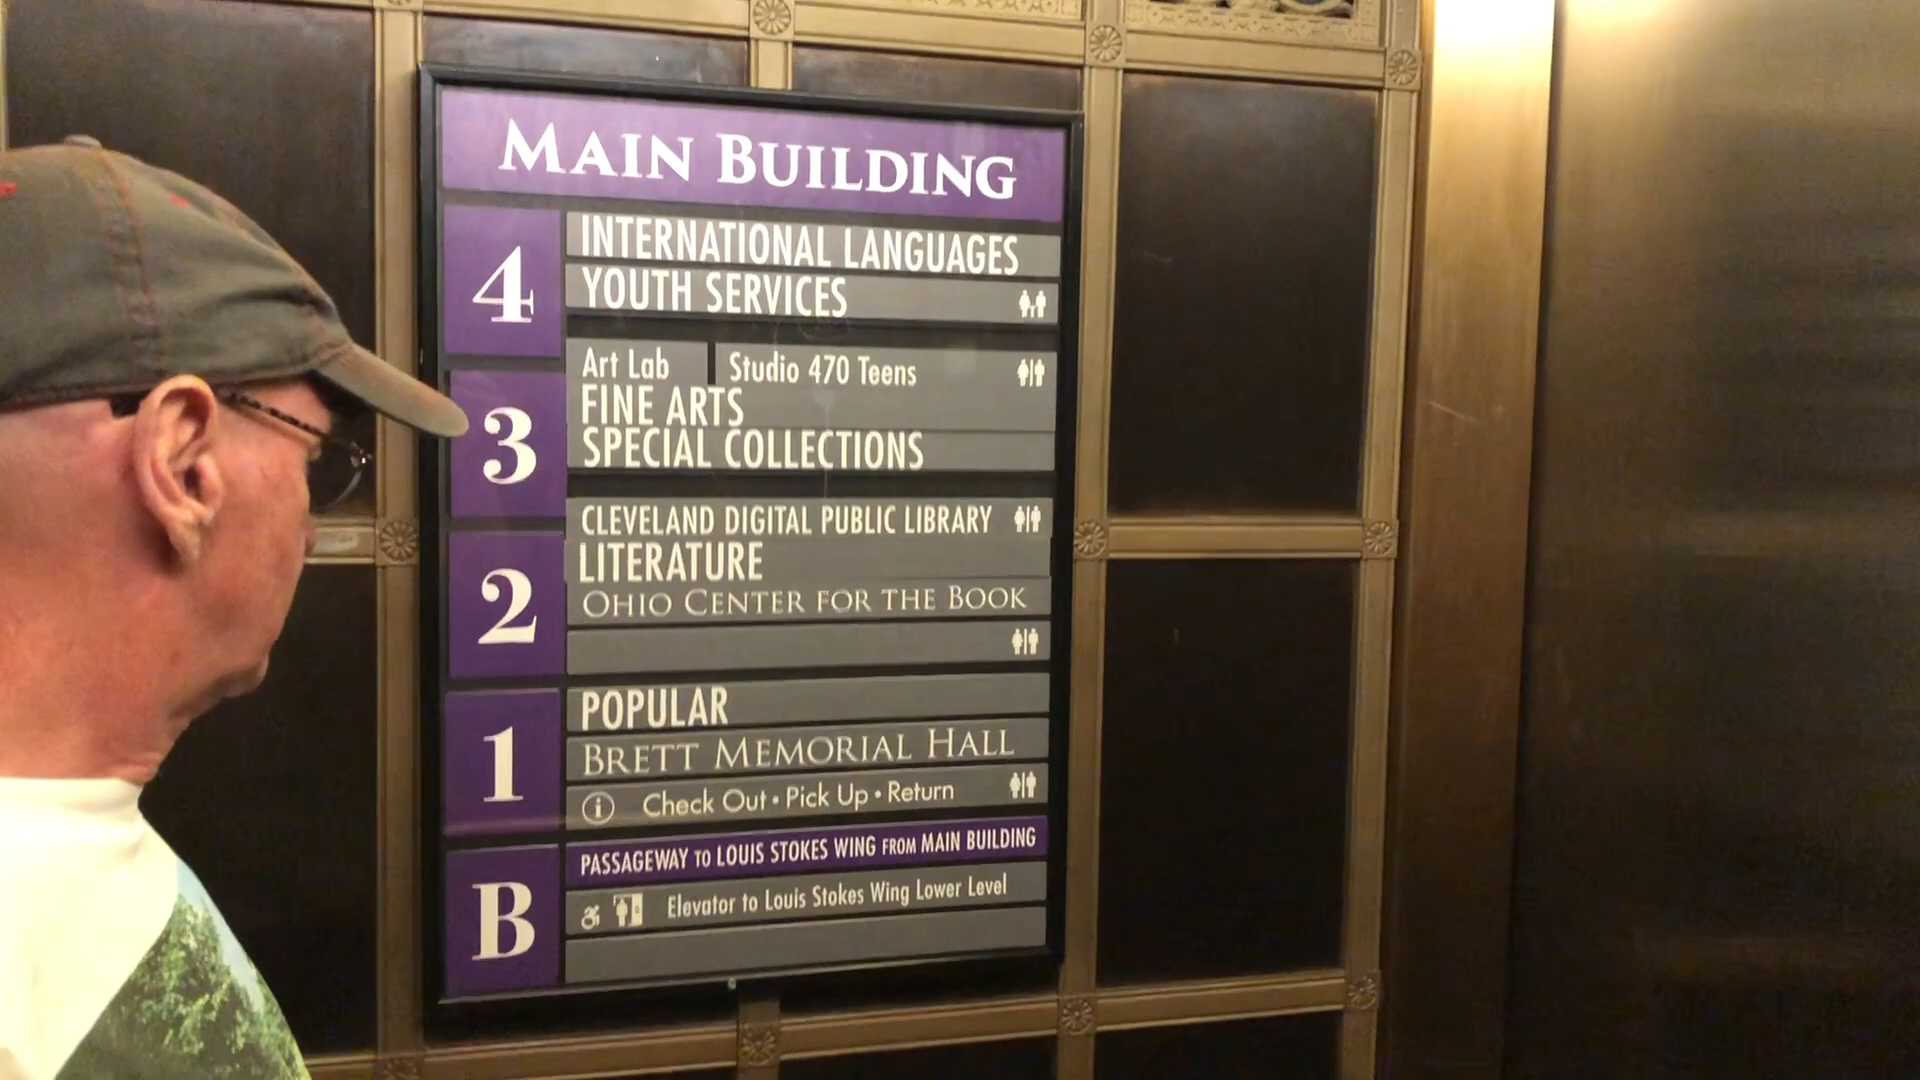 MAIN BUILDING
4
INTERNATIONAL LANGUAGES
YOUTH SERVICES
Art Lab | Studio 470 Teens
3
FINE ARTS
SPECIAL COLLECTIONS
CLEVELAND DIGITAL PUBLIC LIBRARY
2
LITERATURE
OHIO CENTER FOR THE BOOK
1
POPULAR
BRETT MEMORIAL HALL
Check Out • Pick Up • Return
B
PASSAGEWAY TO LOUIS STOKES WING FROM MAIN BUILDING
Elevator to Louis Stokes Wing Lower Level